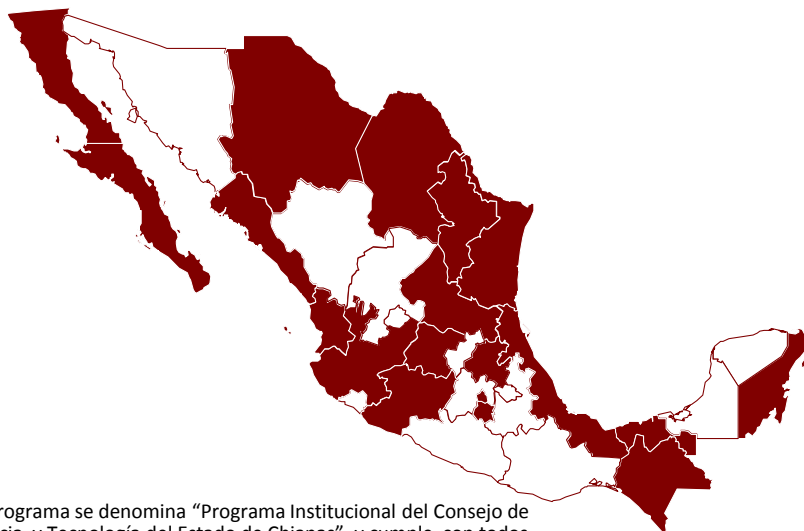 rograma se denomina “Programa Institucional del Consejo de
cia y Tecnología del Estado de Chiapas”, y cumple con todos